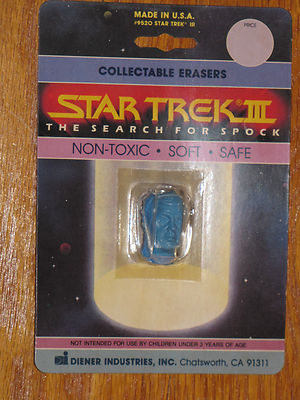 MADE IN U.S.A.
#9520 STAR TREK® III
PRICE
COLLECTABLE ERASERS
STAR TREK® III
THE SEARCH FOR SPOCK
NON-TOXIC • SOFT • SAFE
NOT INTENDED FOR USE BY CHILDREN UNDER 3 YEARS OF AGE
DI DIENER INDUSTRIES, INC. Chatsworth, CA 91311